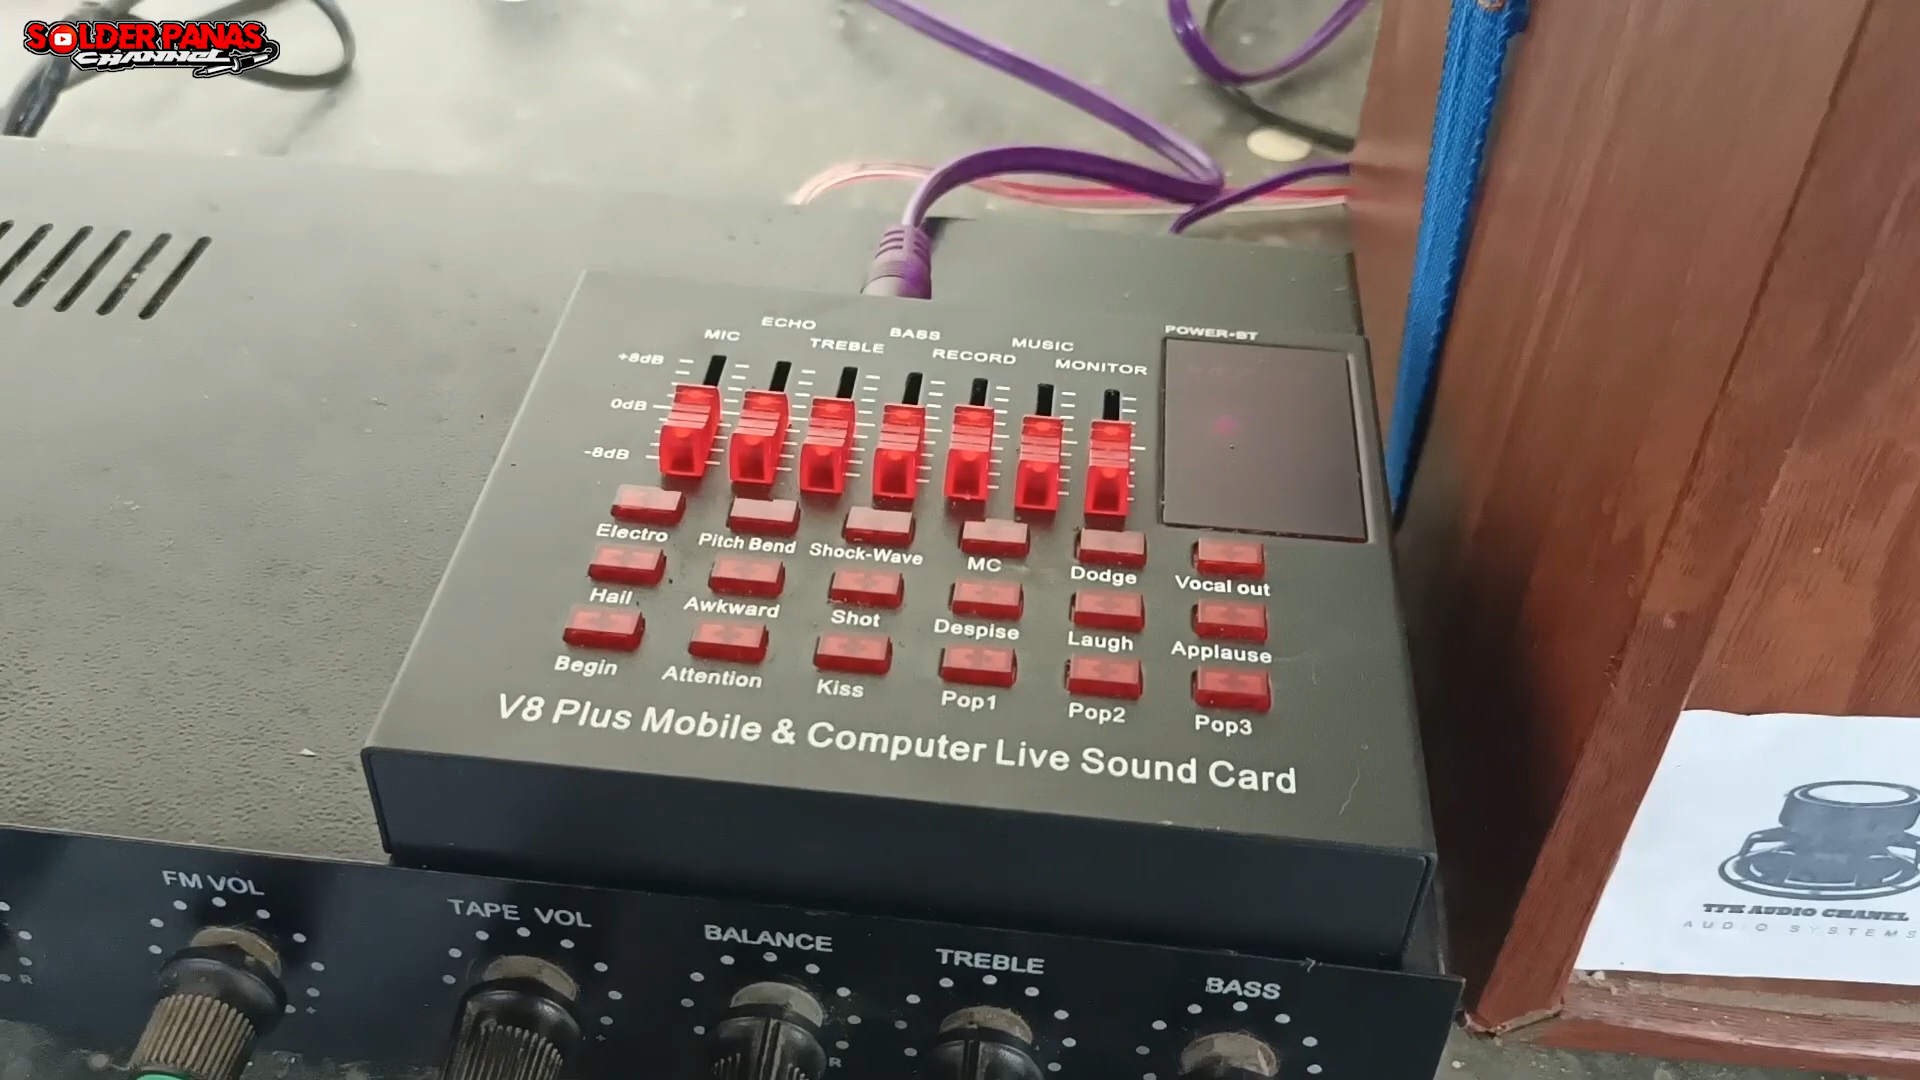 SOLDER PANAS
CHANNEL
MIC
ECHO
TREBLE
BASS
RECORD
MUSIC
MONITOR
POWER-BT
+8dB
0dB
-8dB
Electro
Pitch Bend
Shock-Wave
MC
Dodge
Vocal out
Hail
Awkward
Shot
Despise
Laugh
Applause
Begin
Attention
Kiss
Pop1
Pop2
Pop3
V8 Plus Mobile & Computer Live Sound Card
FM VOL
TAPE VOL
BALANCE
TREBLE
BASS
R
R
TFK AUDIO CHANEL
AUDIO SYSTEMS